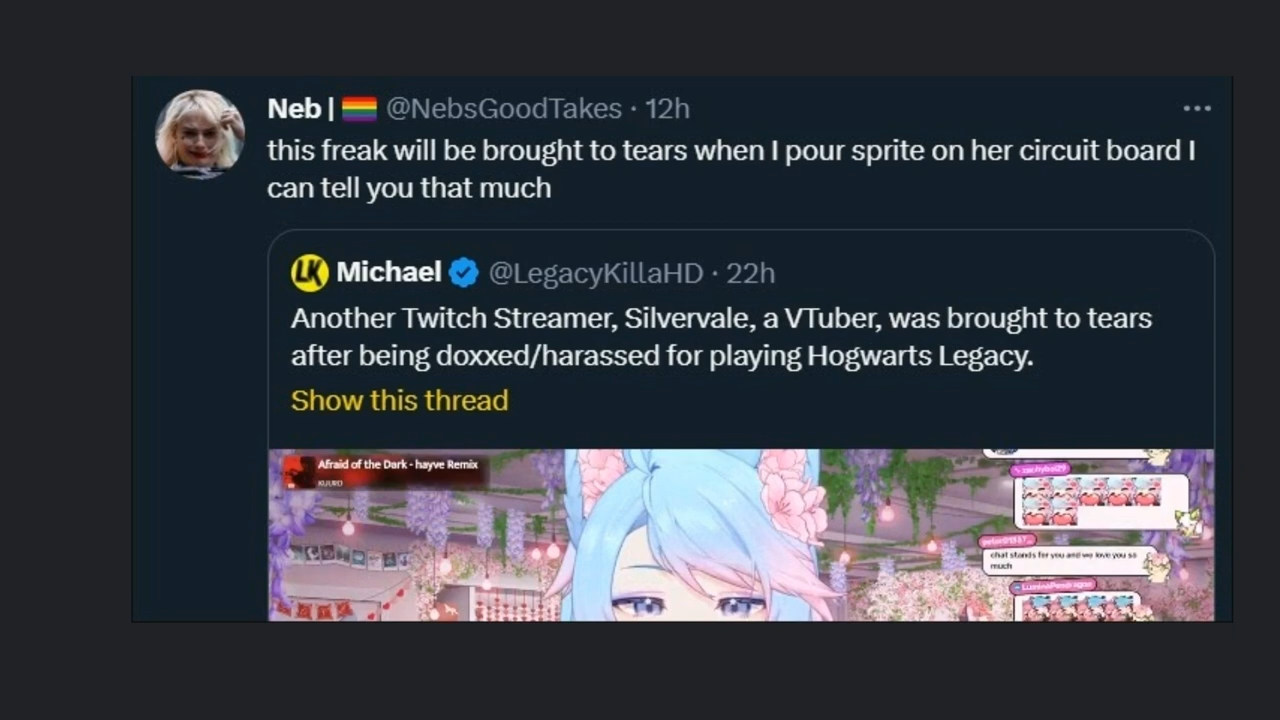 Neb | 🏳️‍🌈 @NebsGoodTakes · 12h
this freak will be brought to tears when I pour sprite on her circuit board I
can tell you that much
LK Michael @LegacyKillaHD · 22h
Another Twitch Streamer, Silvervale, a VTuber, was brought to tears
after being doxxed/harassed for playing Hogwarts Legacy.
Show this thread
Afraid of the Dark - hayve Remix
KUURO
chat stands for you and we love you so
much
LuminaPendragon